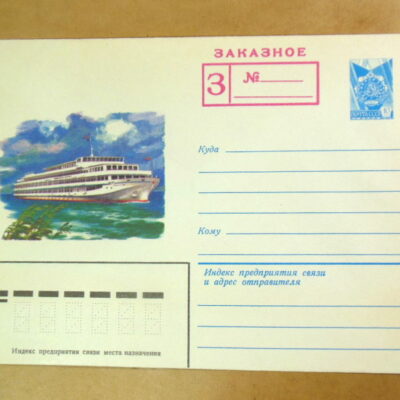 ЗАКАЗНОЕ
З №
Куда
Кому
Индекс предприятия связи
и адрес отправителя
Индекс предприятия связи места назначения